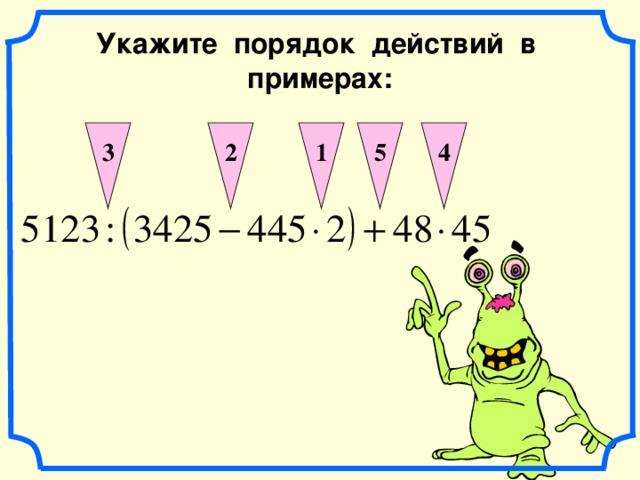 Укажите порядок действий в
примерах:
3 2 1 5 4
5123 : (3425 − 445 · 2) + 48 · 45